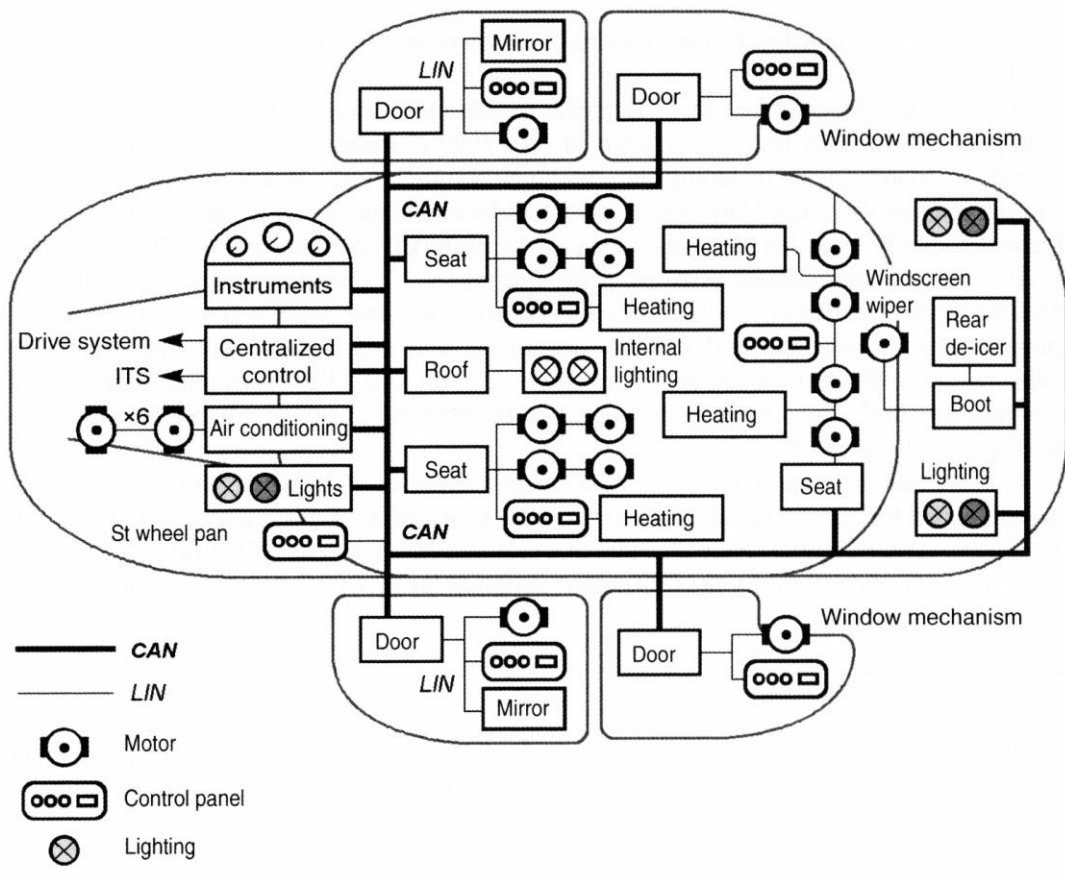 Mirror
LIN
Door
Door
Window mechanism
CAN
Seat
Heating
Heating
Instruments
Windscreen
wiper
Drive system
Centralized
control
ITS
Roof
Internal
lighting
Rear
de-icer
×6
Air conditioning
Heating
Boot
Seat
Lights
Heating
Seat
Lighting
St wheel pan
CAN
Door
LIN
Mirror
Door
Window mechanism
CAN
LIN
Motor
Control panel
Lighting